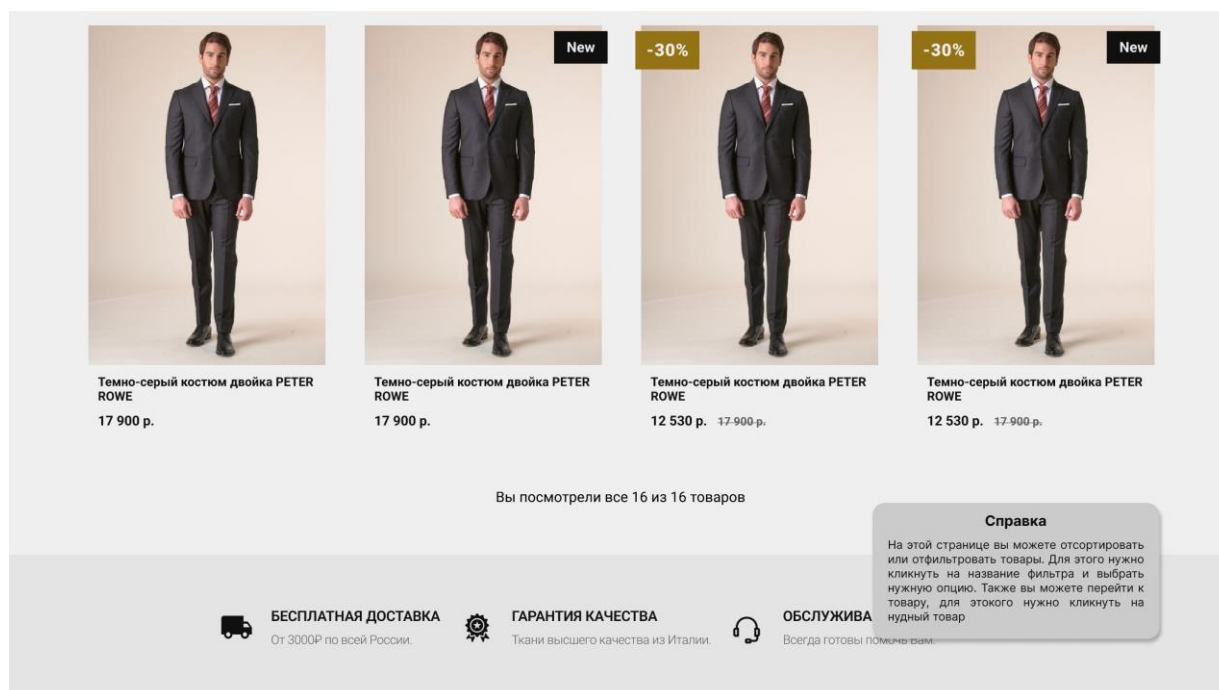 New
-30%
-30%
New
Темно-серый костюм двойка PETER
ROWE
17 900 р.
Темно-серый костюм двойка PETER
ROWE
17 900 р.
Темно-серый костюм двойка PETER
ROWE
12 530 р. 17 900 р.
Темно-серый костюм двойка PETER
ROWE
12 530 р. 17 900 р.
Вы посмотрели все 16 из 16 товаров
Справка
На этой странице вы можете отсортировать
или отфильтровать товары. Для этого нужно
кликнуть на название фильтра и выбрать
нужную опцию. Также вы можете перейти к
товару, для этокого нужно кликнуть на
нудный товар
БЕСПЛАТНАЯ ДОСТАВКА
От 3000₽ по всей России.
ГАРАНТИЯ КАЧЕСТВА
Ткани высшего качества из Италии.
ОБСЛУЖИВА
Всегда готовы помочь Вам.